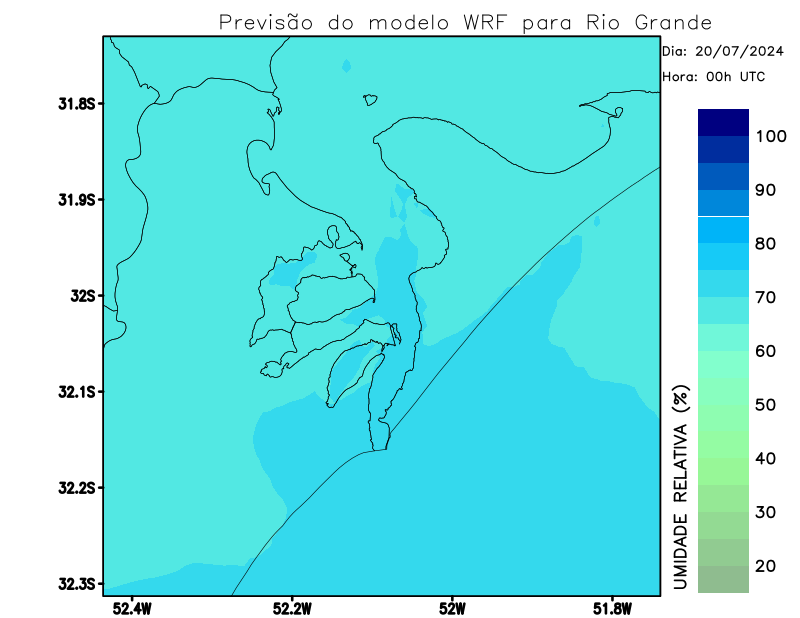 Previsão do modelo WRF para Rio Grande
Dia: 20/07/2024
Hora: 00h UTC
31.8S
31.9S
32S
32.1S
32.2S
32.3S
52.4W
52.2W
52W
51.8W
UMIDADE RELATIVA (%)
100
90
80
70
60
50
40
30
20